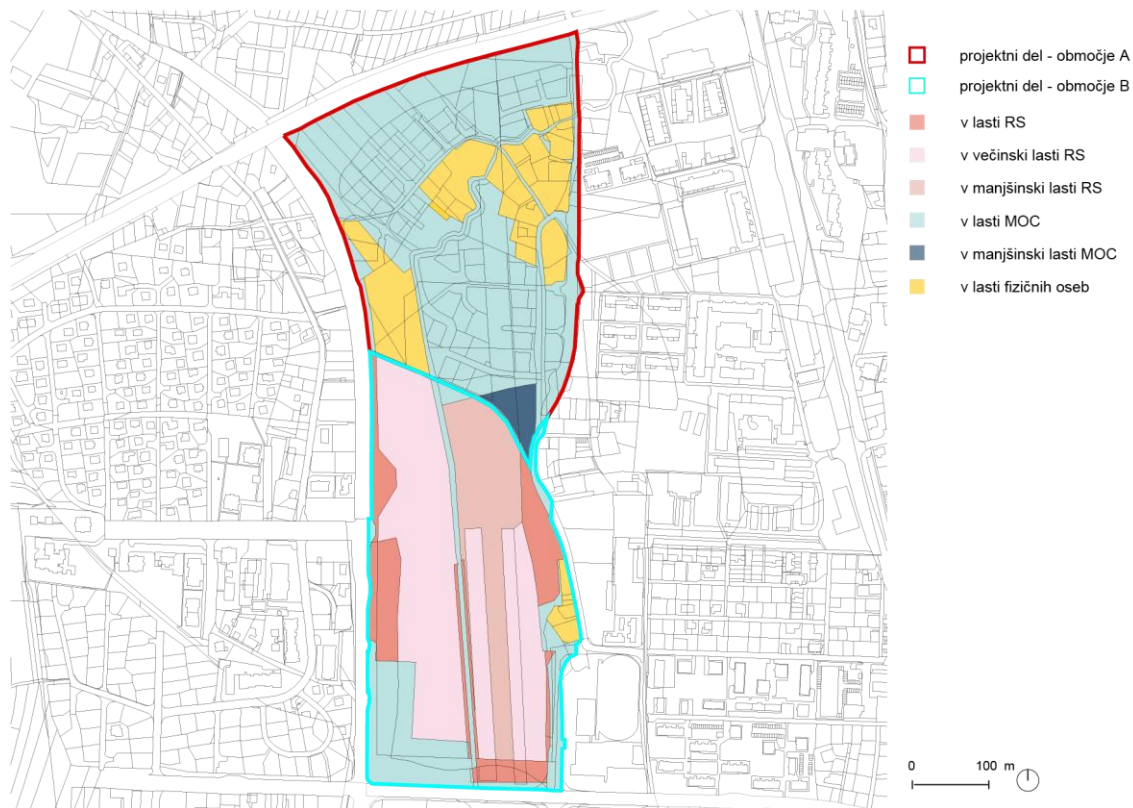 projektni del - območje A
projektni del - območje B
v lasti RS
v večinski lasti RS
v manjšinski lasti RS
v lasti MOC
v manjšinski lasti MOC
v lasti fizičnih oseb
0 100 m